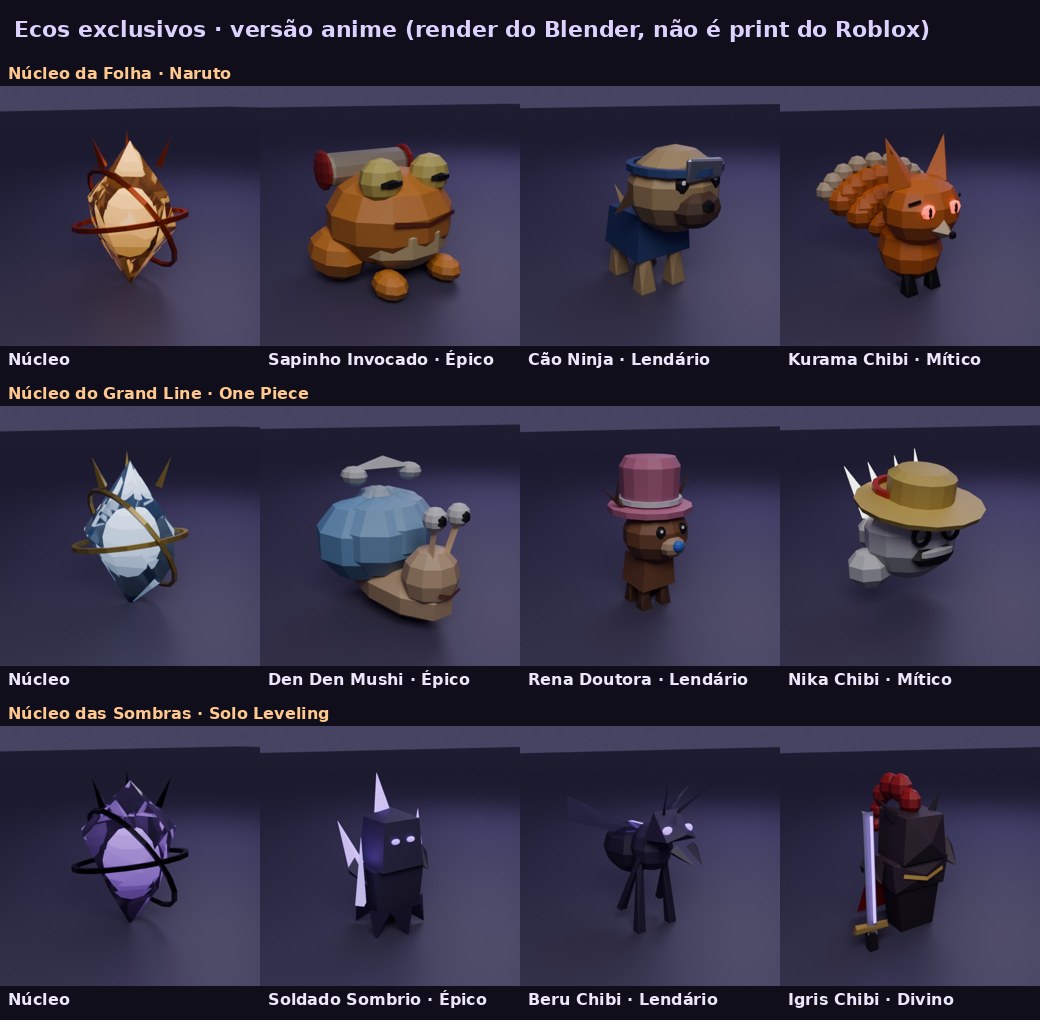 Ecos exclusivos · versão anime (render do Blender, não é print do Roblox)
Núcleo da Folha · Naruto
Núcleo
Sapinho Invocado · Épico
Cão Ninja · Lendário
Kurama Chibi · Mítico
Núcleo do Grand Line · One Piece
Núcleo
Den Den Mushi · Épico
Rena Doutora · Lendário
Nika Chibi · Mítico
Núcleo das Sombras · Solo Leveling
Núcleo
Soldado Sombrio · Épico
Beru Chibi · Lendário
Igris Chibi · Divino